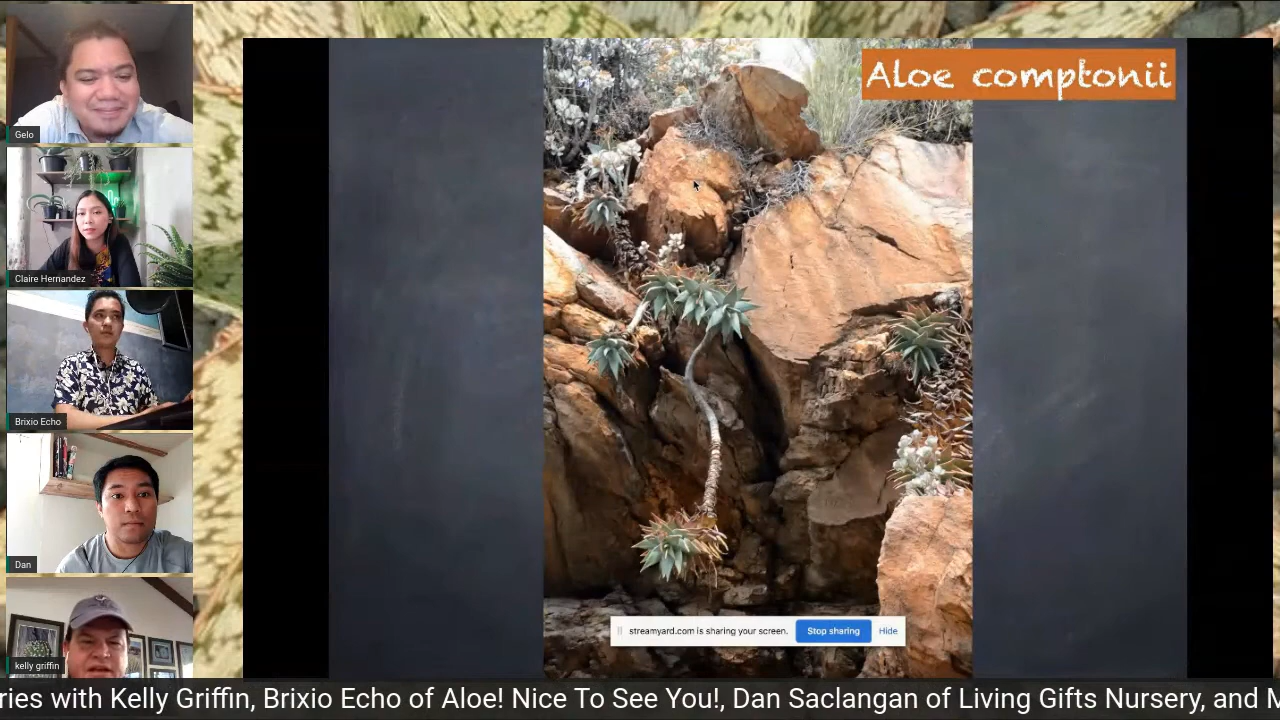 Aloe comptonii
Gelo
Claire Hernandez
Brixio Echo
Dan
kelly griffin
streamyard.com is sharing your screen. Stop sharing Hide
ries with Kelly Griffin, Brixio Echo of Aloe! Nice To See You!, Dan Saclangan of Living Gifts Nursery, and M